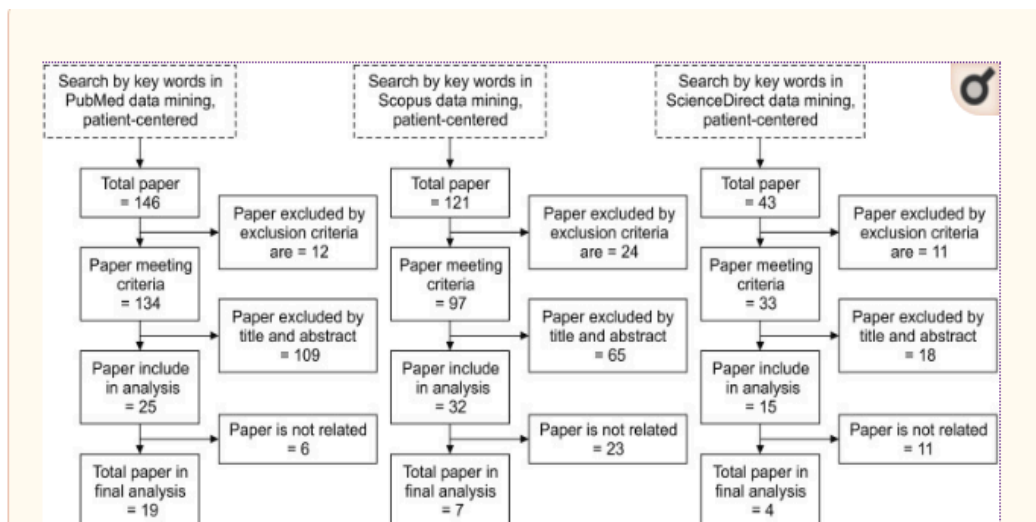 Search by key words in
PubMed data mining,
patient-centered
Total paper
= 146
Paper excluded by
exclusion criteria
are = 12
Paper meeting
criteria
= 134
Paper excluded by
title and abstract
= 109
Paper include
in analysis
= 25
Paper is not related
= 6
Total paper in
final analysis
= 19
Search by key words in
Scopus data mining,
patient-centered
Total paper
= 121
Paper excluded by
exclusion criteria
are = 24
Paper meeting
criteria
= 97
Paper excluded by
title and abstract
= 65
Paper include
in analysis
= 32
Paper is not related
= 23
Total paper in
final analysis
= 7
Search by key words in
ScienceDirect data mining,
patient-centered
Total paper
= 43
Paper excluded by
exclusion criteria
are = 11
Paper meeting
criteria
= 33
Paper excluded by
title and abstract
= 18
Paper include
in analysis
= 15
Paper is not related
= 11
Total paper in
final analysis
= 4